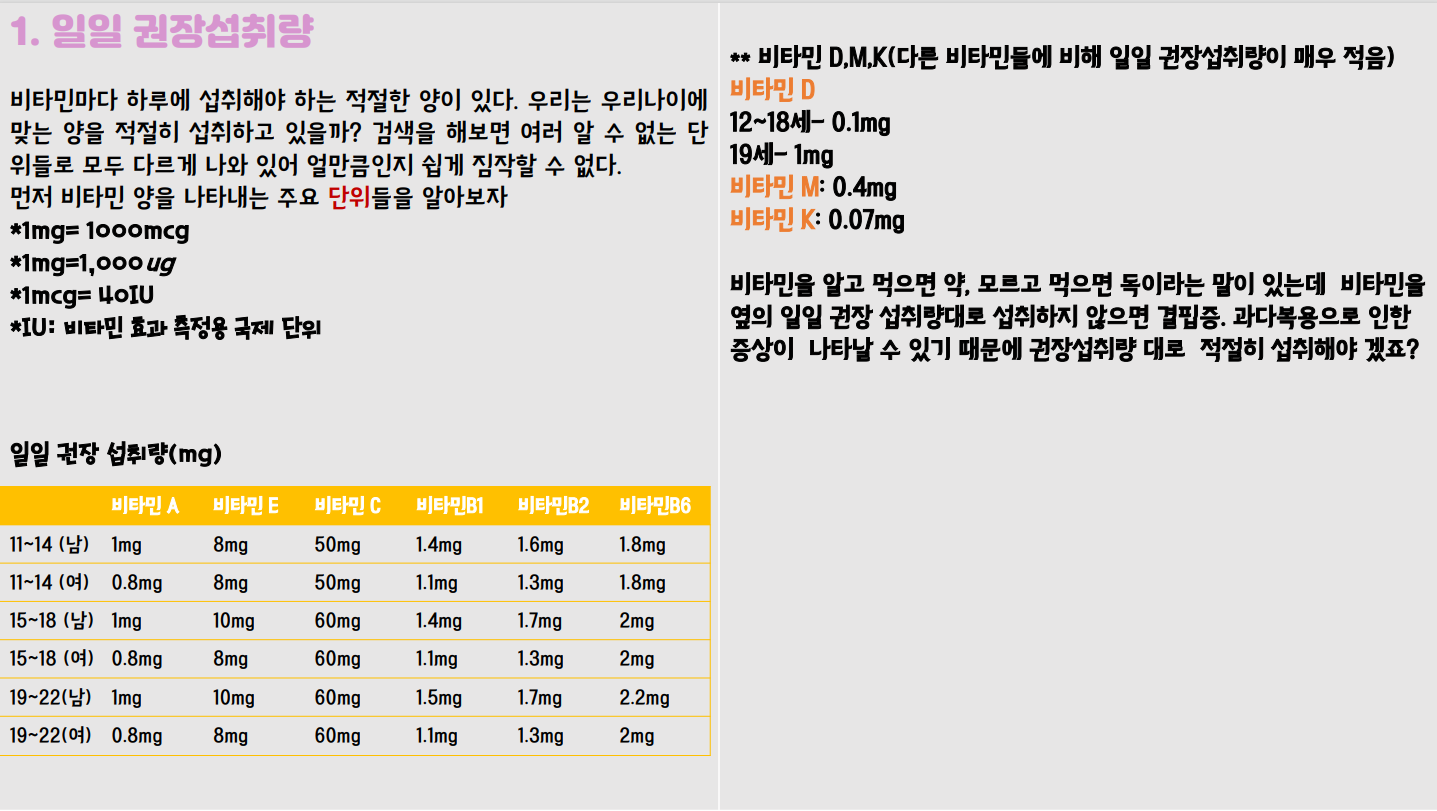 1. 일일 권장섭취량
비타민마다 하루에 섭취해야 하는 적절한 양이 있다. 우리는 우리나이에
맞는 양을 적절히 섭취하고 있을까? 검색을 해보면 여러 알 수 없는 단
위들로 모두 다르게 나와 있어 얼만큼인지 쉽게 짐작할 수 없다.
먼저 비타민 양을 나타내는 주요 단위들을 알아보자
*1mg= 1000mcg
*1mg=1,000ug
*1mcg= 40IU
*IU: 비타민 효과 측정용 국제 단위
일일 권장 섭취량(mg)
비타민 A 비타민 E 비타민 C 비타민B1 비타민B2 비타민B6
11~14 (남) 1mg 8mg 50mg 1.4mg 1.6mg 1.8mg
11~14 (여) 0.8mg 8mg 50mg 1.1mg 1.3mg 1.8mg
15~18 (남) 1mg 10mg 60mg 1.4mg 1.7mg 2mg
15~18 (여) 0.8mg 8mg 60mg 1.1mg 1.3mg 2mg
19~22(남) 1mg 10mg 60mg 1.5mg 1.7mg 2.2mg
19~22(여) 0.8mg 8mg 60mg 1.1mg 1.3mg 2mg
** 비타민 D,M,K(다른 비타민들에 비해 일일 권장섭취량이 매우 적음)
비타민 D
12~18세– 0.1mg
19세– 1mg
비타민 M: 0.4mg
비타민 K: 0.07mg
비타민을 알고 먹으면 약, 모르고 먹으면 독이라는 말이 있는데 비타민을
옆의 일일 권장 섭취량대로 섭취하지 않으면 결핍증. 과다복용으로 인한
증상이 나타날 수 있기 때문에 권장섭취량 대로 적절히 섭취해야 겠죠?